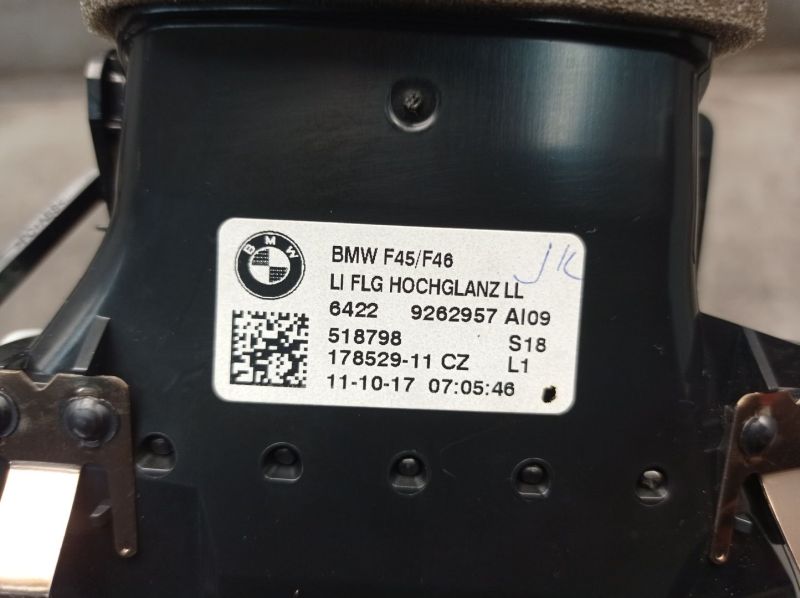 BMW
BMW F45/F46
LI FLG HOCHGLANZ LL
6422 9262957 AI09
518798 S18
178529-11 CZ L1
11-10-17 07:05:46